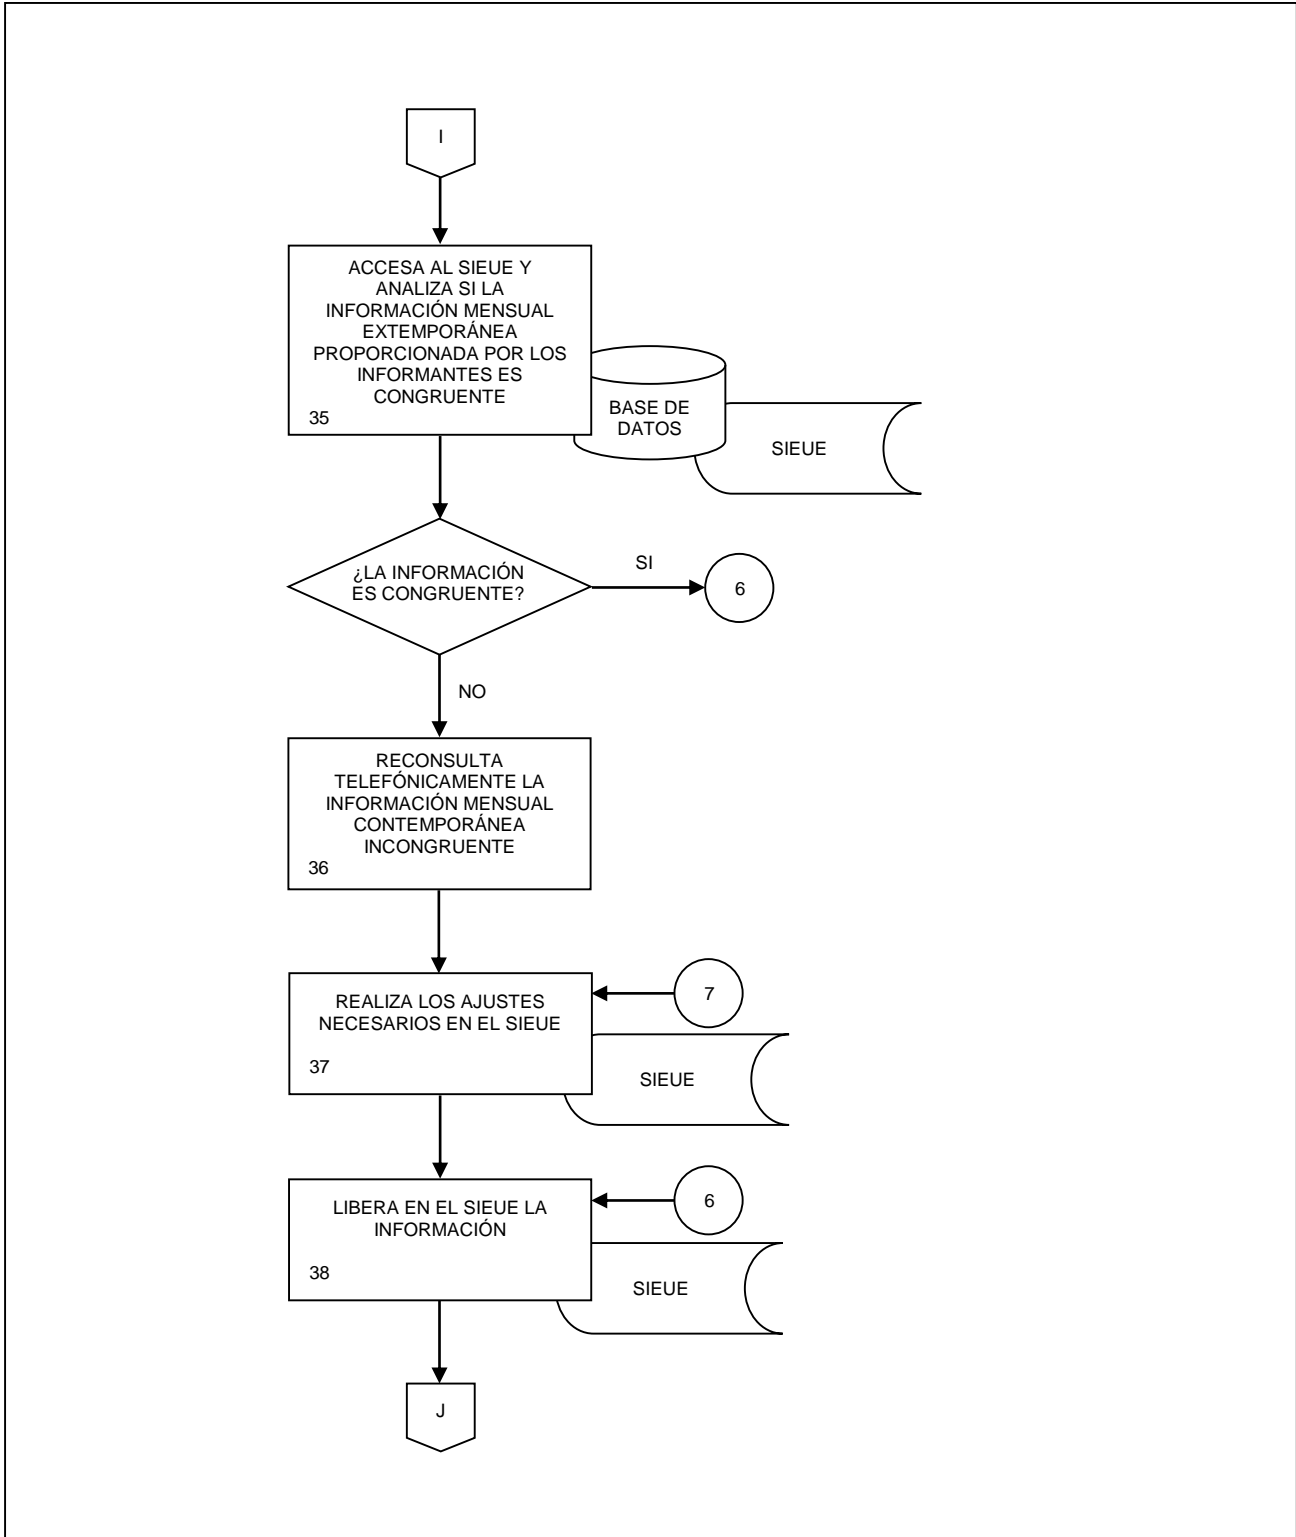 I
ACCESA AL SIEUE Y
ANALIZA SI LA
INFORMACIÓN MENSUAL
EXTEMPORÁNEA
PROPORCIONADA POR LOS
INFORMANTES ES
CONGRUENTE
35
BASE DE
DATOS
SIEUE
¿LA INFORMACIÓN
ES CONGRUENTE?
SI
6
NO
RECONSULTA
TELEFÓNICAMENTE LA
INFORMACIÓN MENSUAL
CONTEMPORÁNEA
INCONGRUENTE
36
REALIZA LOS AJUSTES
NECESARIOS EN EL SIEUE
37
7
SIEUE
LIBERA EN EL SIEUE LA
INFORMACIÓN
38
6
SIEUE
J